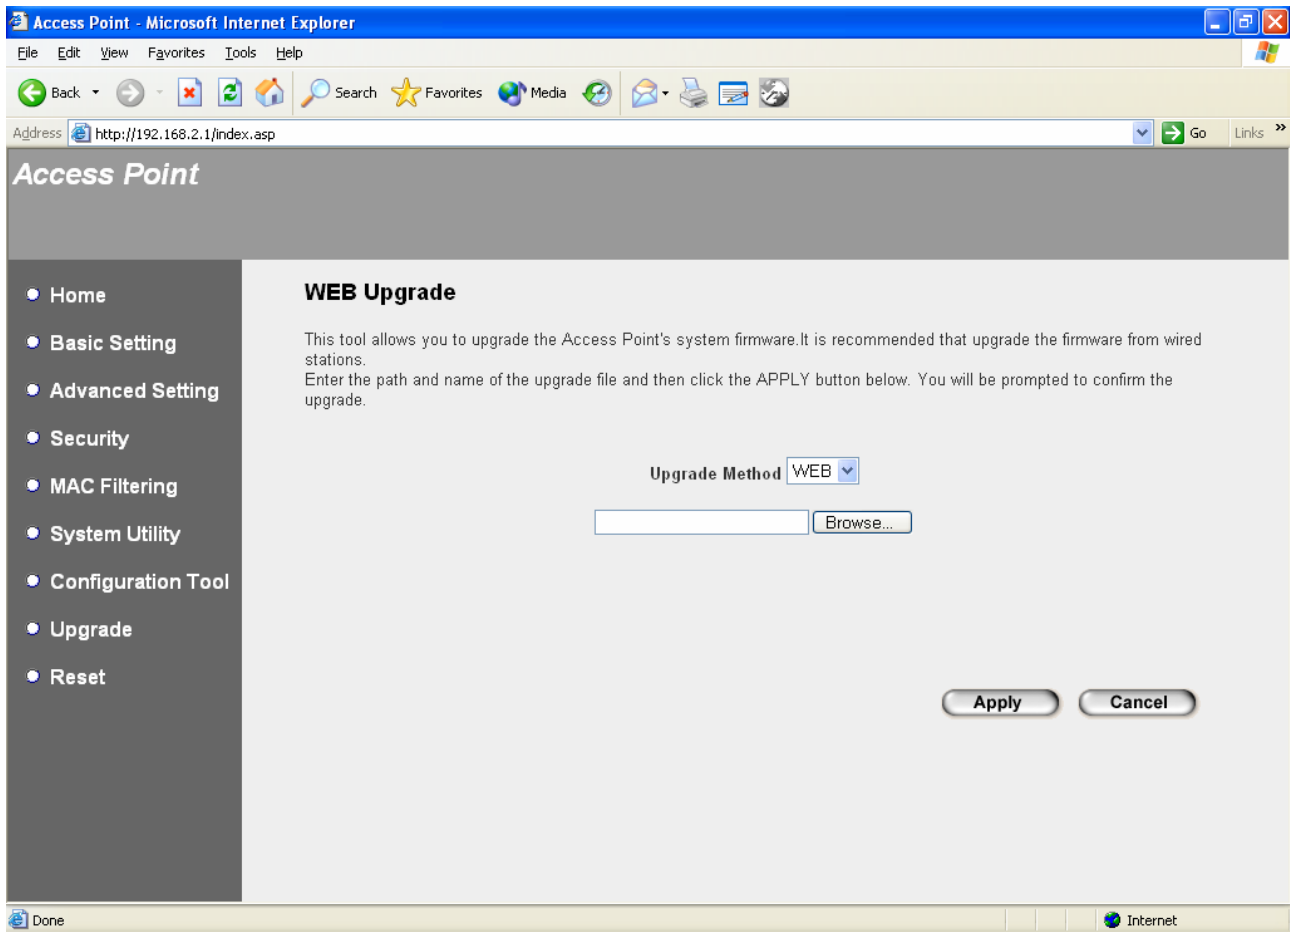 Access Point - Microsoft Internet Explorer
File Edit View Favorites Tools Help
Back Search Favorites Media
Address http://192.168.2.1/index.asp Go Links »
Access Point
Home
Basic Setting
Advanced Setting
Security
MAC Filtering
System Utility
Configuration Tool
Upgrade
Reset
WEB Upgrade
This tool allows you to upgrade the Access Point's system firmware.It is recommended that upgrade the firmware from wired
stations.
Enter the path and name of the upgrade file and then click the APPLY button below. You will be prompted to confirm the
upgrade.
Upgrade Method WEB
Browse...
Apply Cancel
Done Internet